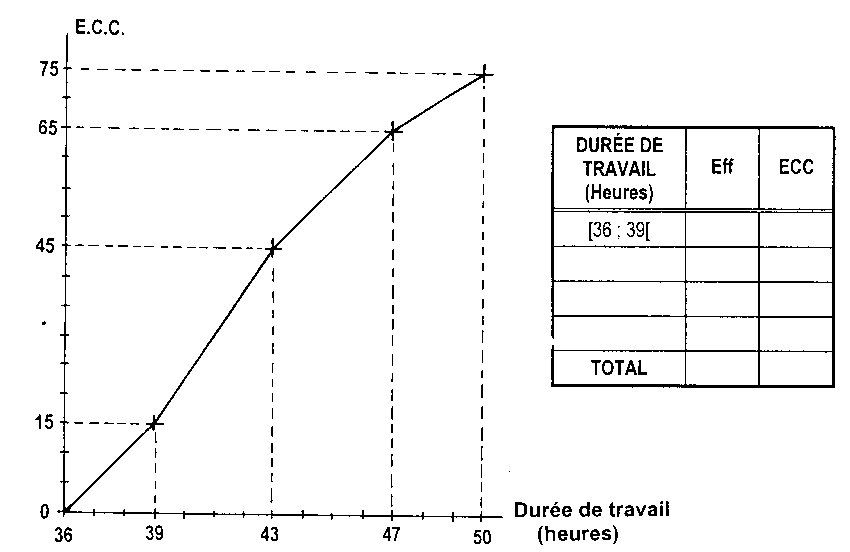 E.C.C.
75
65
45
15
0
36 39 43 47 50
Durée de travail
(heures)
DURÉE DE
TRAVAIL
(Heures)
Eff
ECC
[36 ; 39[
TOTAL